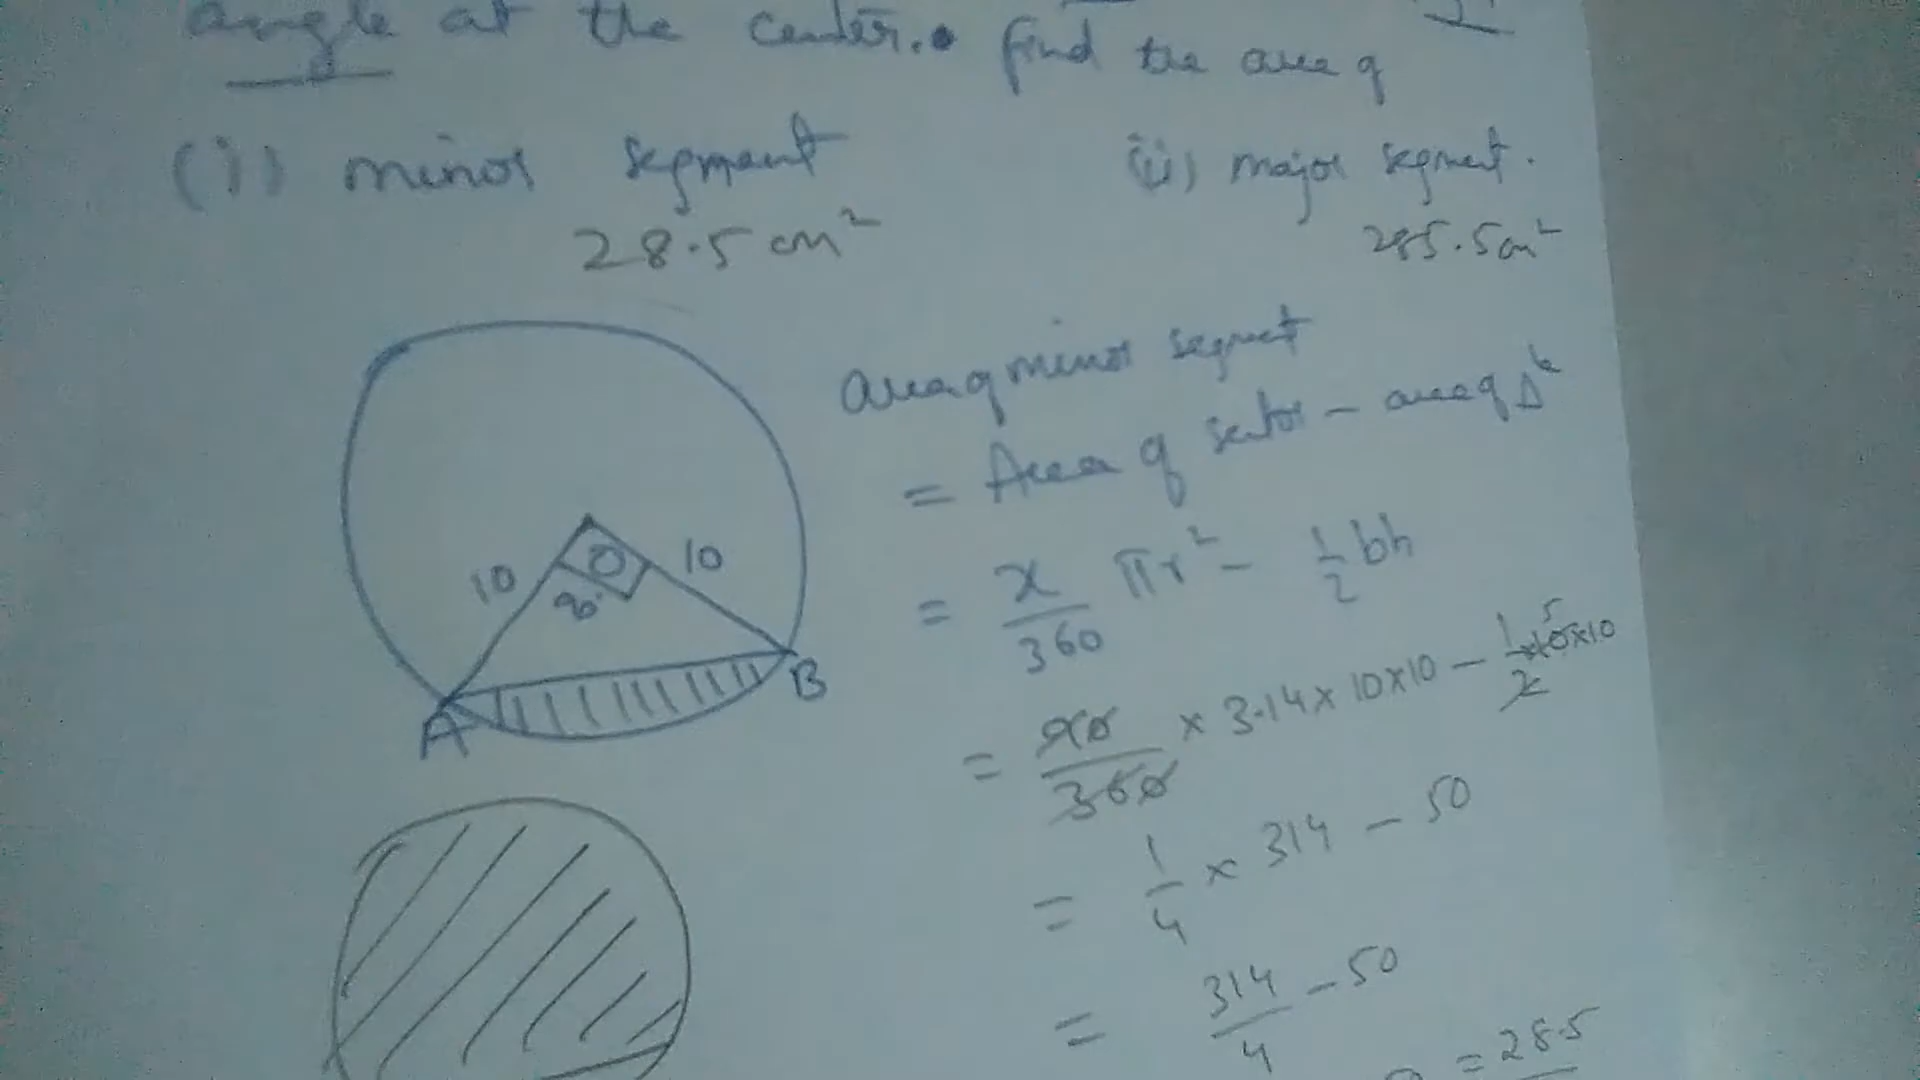 angle at the center. find the area of
(i) minor segment (ii) major segment.
28.5 cm² 285.5cm²
area of minor segment
= Area of sector - area of Δ
= x/360 πr² - 1/2 bh
10 10
90°
A B
= 90/360 × 3.14 × 10×10 - 1/2 ×10×10
5
= 1/4 × 314 - 50
= 314/4 - 50
= 28.5